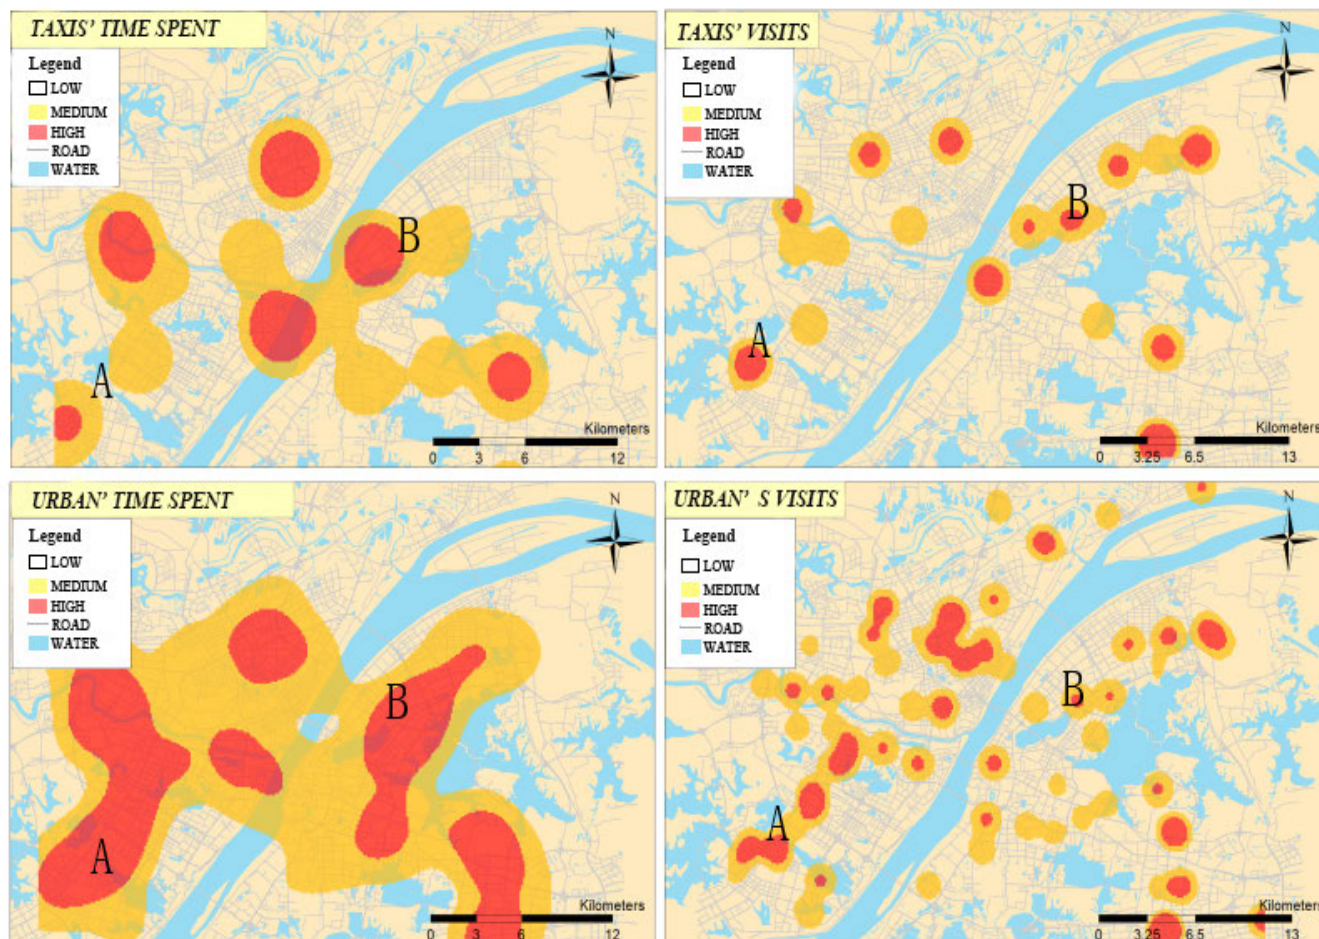 TAXIS' TIME SPENT
Legend
LOW
MEDIUM
HIGH
ROAD
WATER
N
B
A
Kilometers
0 3 6 12
TAXIS' VISITS
Legend
LOW
MEDIUM
HIGH
ROAD
WATER
N
B
A
Kilometers
0 3.25 6.5 13
URBAN' TIME SPENT
Legend
LOW
MEDIUM
HIGH
ROAD
WATER
N
B
A
Kilometers
0 3 6 12
URBAN' S VISITS
Legend
LOW
MEDIUM
HIGH
ROAD
WATER
N
B
A
Kilometers
0 3.25 6.5 13